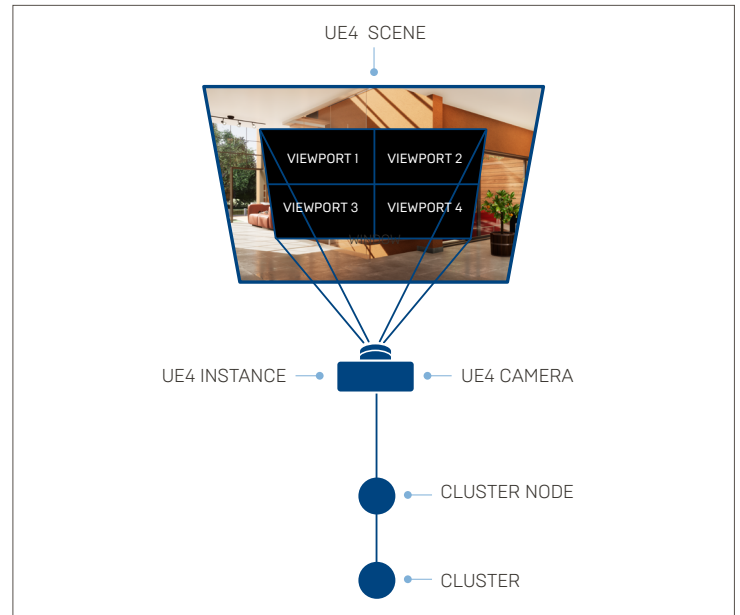 UE4 SCENE
VIEWPORT 1
VIEWPORT 2
VIEWPORT 3
VIEWPORT 4
UE4 INSTANCE
UE4 CAMERA
CLUSTER NODE
CLUSTER